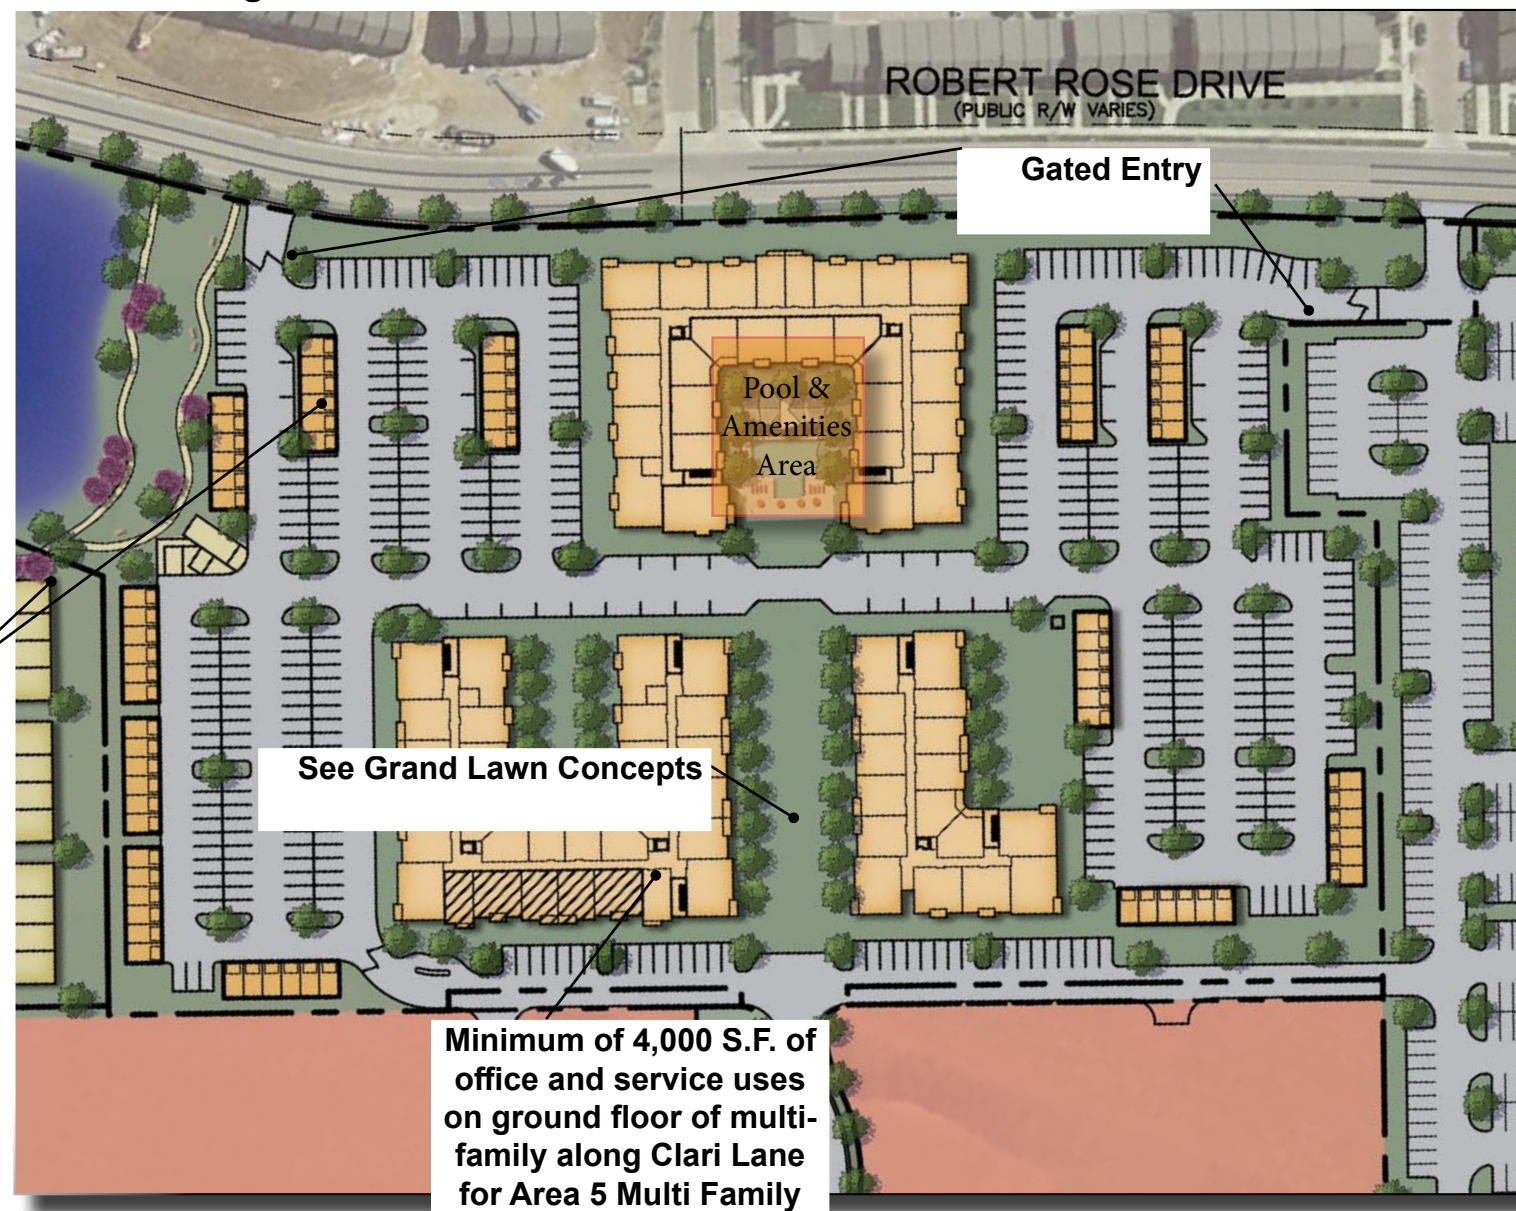 ROBERT ROSE DRIVE
(PUBLIC R/W VARIES)
Gated Entry
Pool &
Amenities
Area
See Grand Lawn Concepts
Minimum of 4,000 S.F. of
office and service uses
on ground floor of multi-
family along Clari Lane
for Area 5 Multi Family